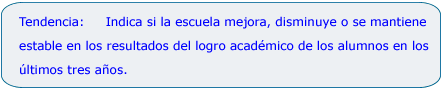 Tendencia: Indica si la escuela mejora, disminuye o se mantiene
estable en los resultados del logro académico de los alumnos en los
últimos tres años.